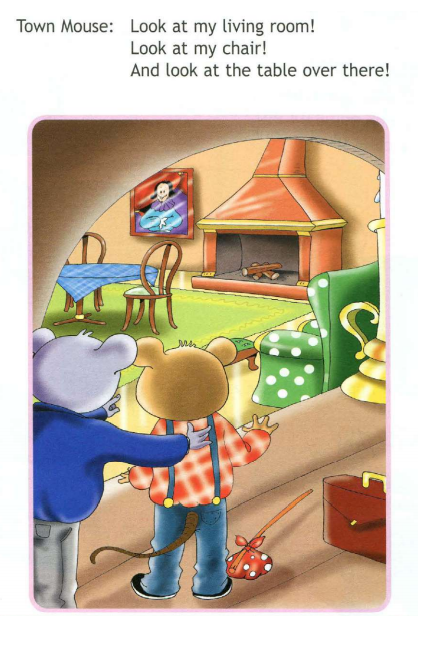 Town Mouse: Look at my living room!
Look at my chair!
And look at the table over there!